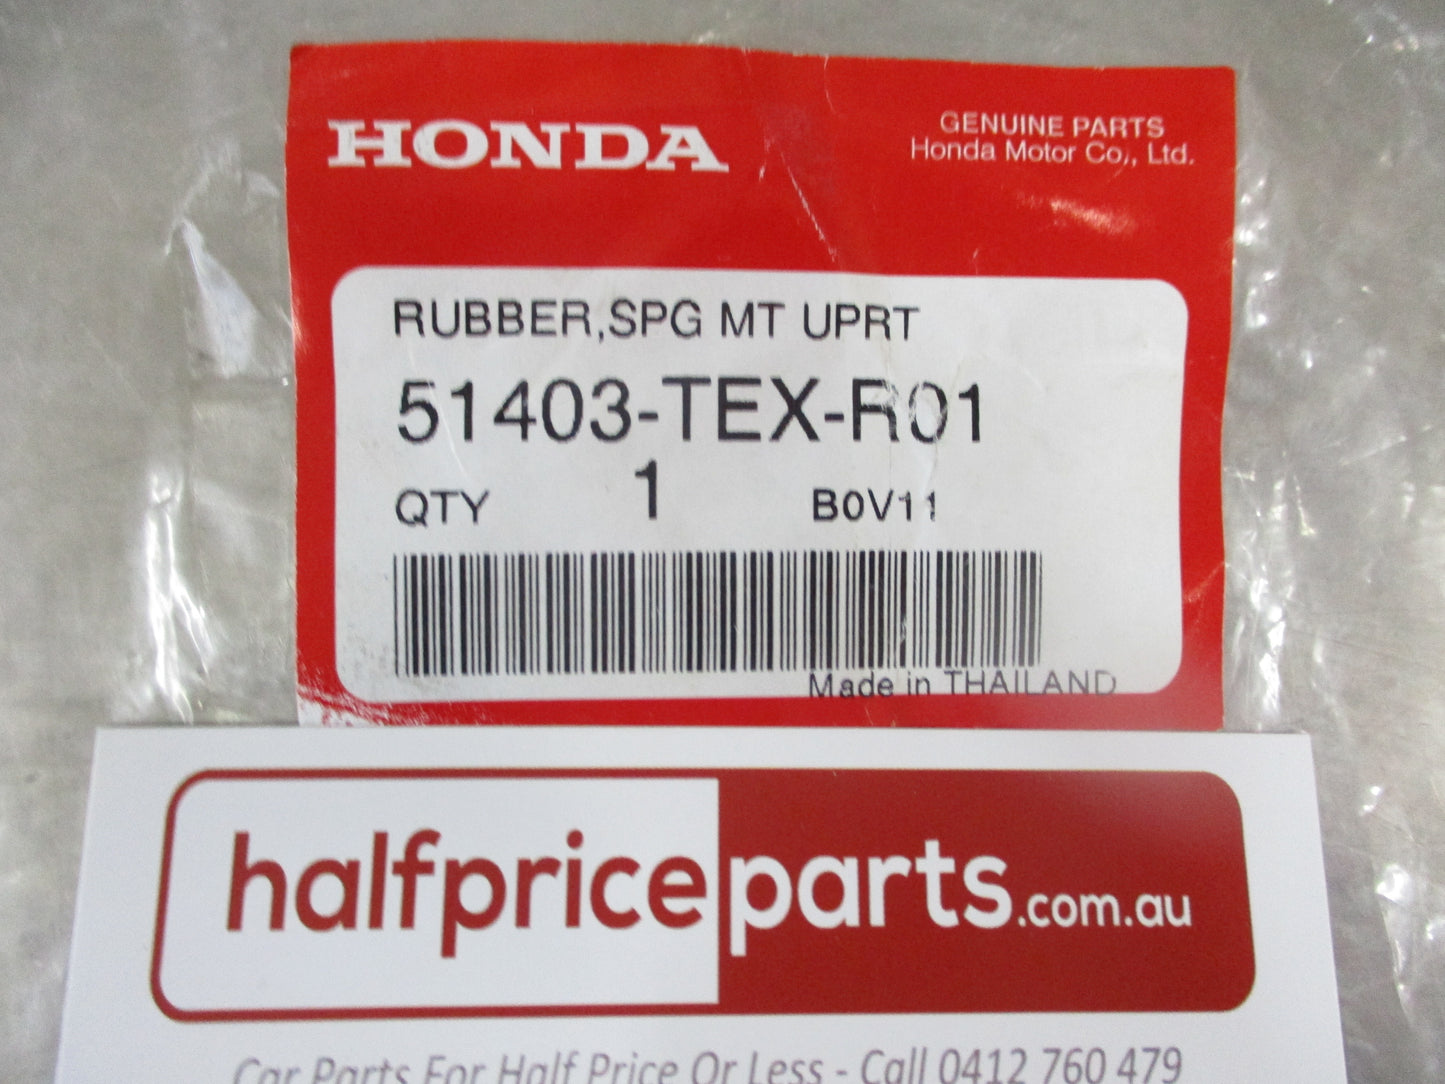 HONDA
GENUINE PARTS
Honda Motor Co., Ltd.
RUBBER,SPG MT UPRT
51403-TEX-R01
QTY 1 B0V11
Made in THAILAND
halfpriceparts.com.au
Car Parts For Half Price Or Less - Call 0412 760 479